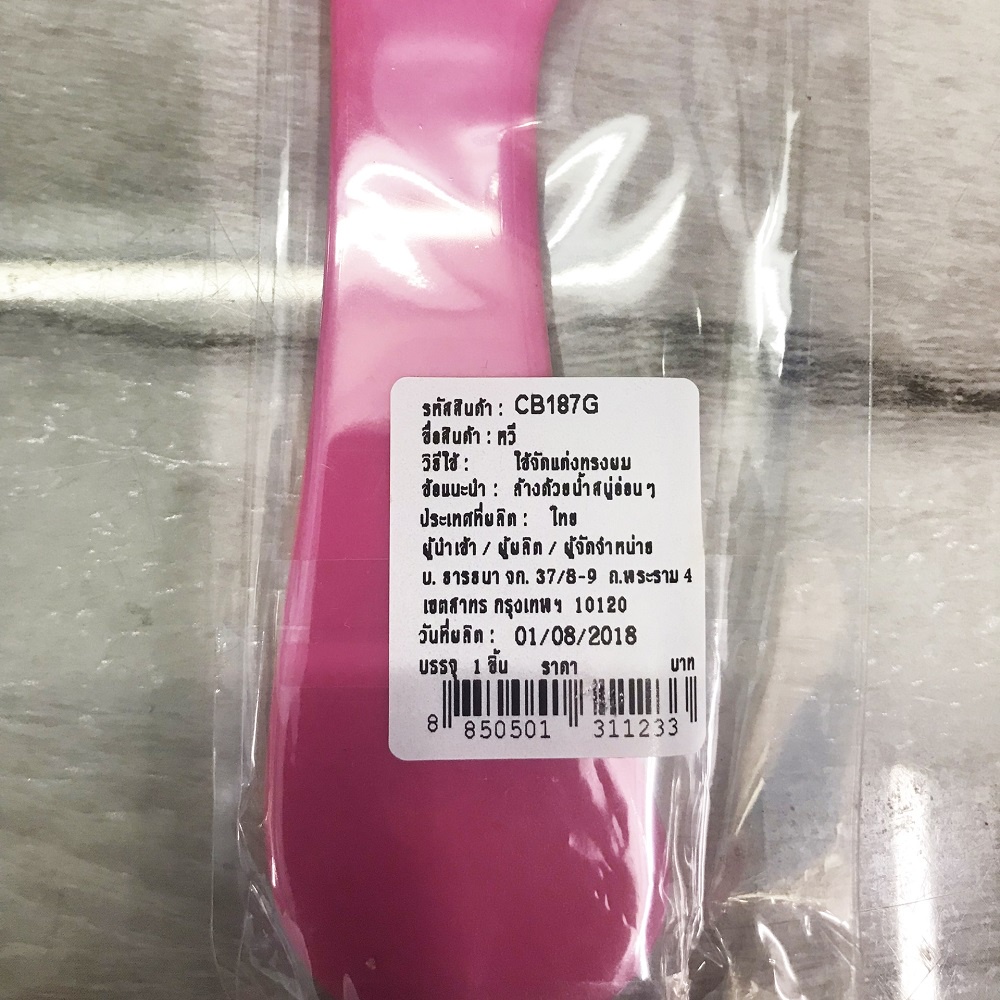 รหัสสินค้า : CB187G
ชื่อสินค้า : หวี
วิธีใช้ : ใช้จัดแต่งทรงผม
ข้อแนะนำ : ล้างด้วยน้ำสบู่อ่อนๆ
ประเทศที่ผลิต : ไทย
ผู้นำเข้า / ผู้ผลิต / ผู้จัดจำหน่าย
บ. ธารธนา จก. 37/8-9 ถ.พระราม 4
เขตสาทร กรุงเทพฯ 10120
วันที่ผลิต : 01/08/2018
บรรจุ 1 ชิ้น ราคา บาท
8 850501 311233